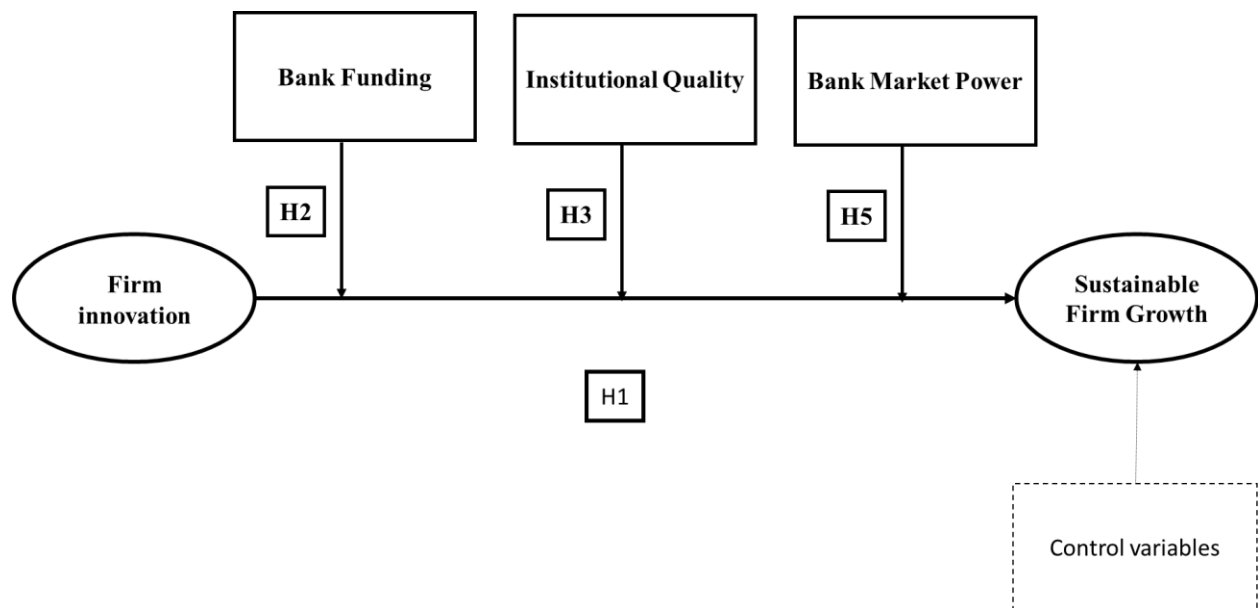 Bank Funding
Institutional Quality
Bank Market Power
H2
H3
H5
Firm
innovation
Sustainable
Firm Growth
H1
Control variables